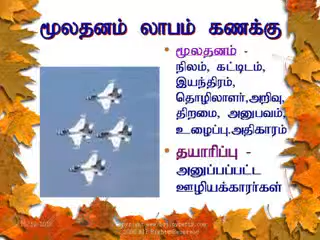 மூலதனம் லாபம் கணக்கு
• மூலதனம் -
நிலம், கட்டிடம்,
இயந்திரம்,
தொழிலாளர்,அறிவு,
திறமை, அனுபவம்,
உழைப்பு.அதிகாரம்
• தயாரிப்பு -
அனுப்பப்பட்ட
ஊழியக்காரர்கள்